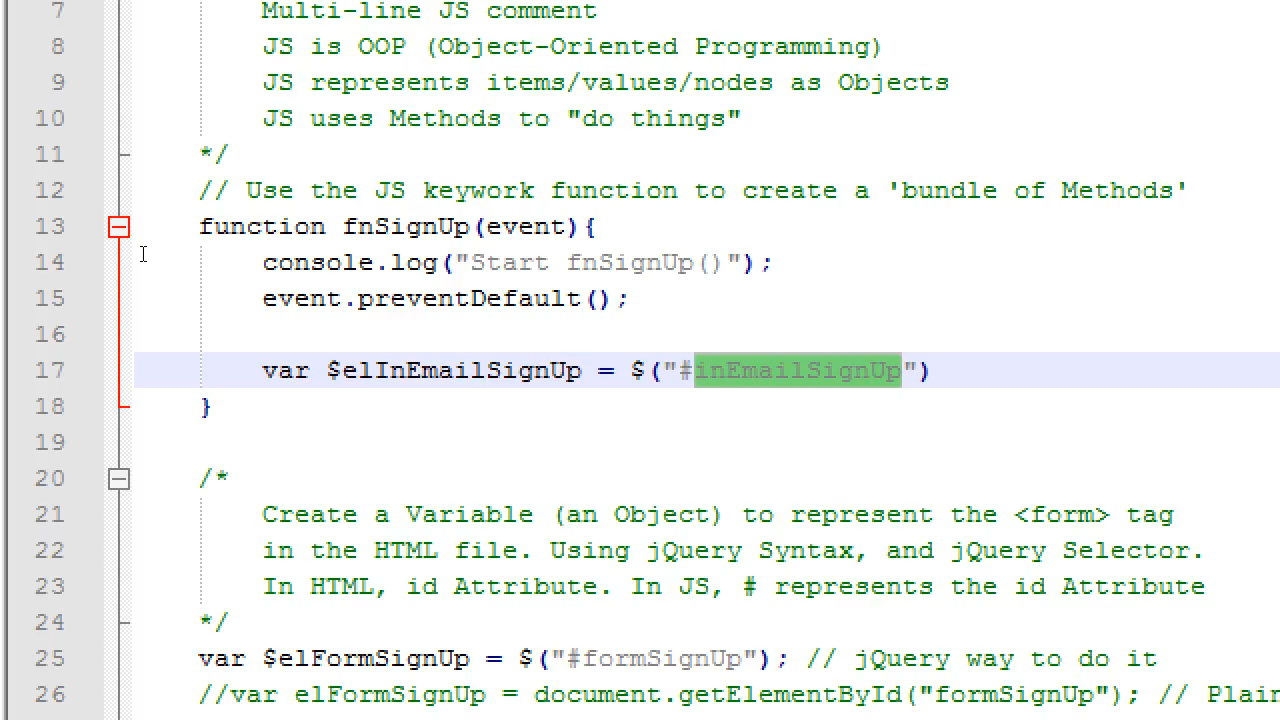 7 Multi-line JS comment
8 JS is OOP (Object-Oriented Programming)
9 JS represents items/values/nodes as Objects
10 JS uses Methods to "do things"
11 */
12 // Use the JS keywork function to create a 'bundle of Methods'
13 function fnSignUp(event){
14 console.log("Start fnSignUp()");
15 event.preventDefault();
16
17 var $elInEmailSignUp = $("#inEmailSignUp")
18 }
19
20 /*
21 Create a Variable (an Object) to represent the <form> tag
22 in the HTML file. Using jQuery Syntax, and jQuery Selector.
23 In HTML, id Attribute. In JS, # represents the id Attribute
24 */
25 var $elFormSignUp = $("#formSignUp"); // jQuery way to do it
26 //var elFormSignUp = document.getElementById("formSignUp"); // Plain